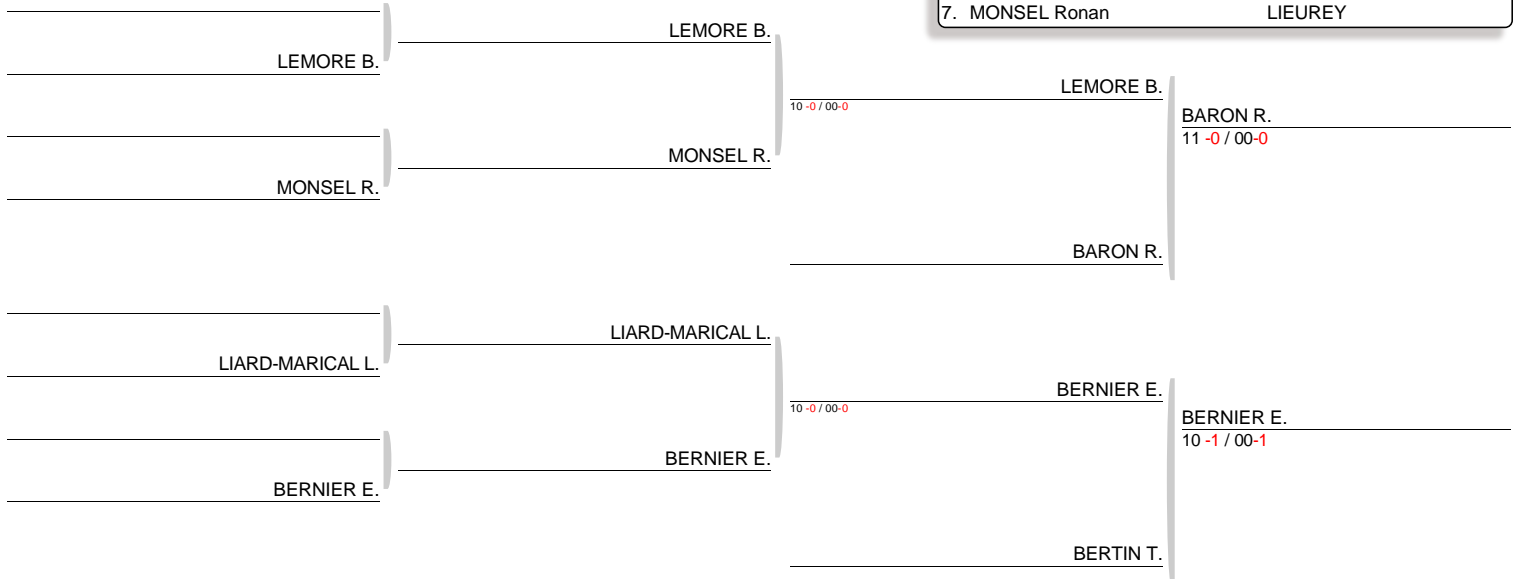 7. MONSEL Ronan LIEUREY
LEMORE B.
LEMORE B.
LEMORE B.
10 -0 / 00-0
BARON R.
11 -0 / 00-0
MONSEL R.
MONSEL R.
BARON R.
LIARD-MARICAL L.
LIARD-MARICAL L.
BERNIER E.
10 -0 / 00-0
BERNIER E.
10 -1 / 00-1
BERNIER E.
BERNIER E.
BERTIN T.